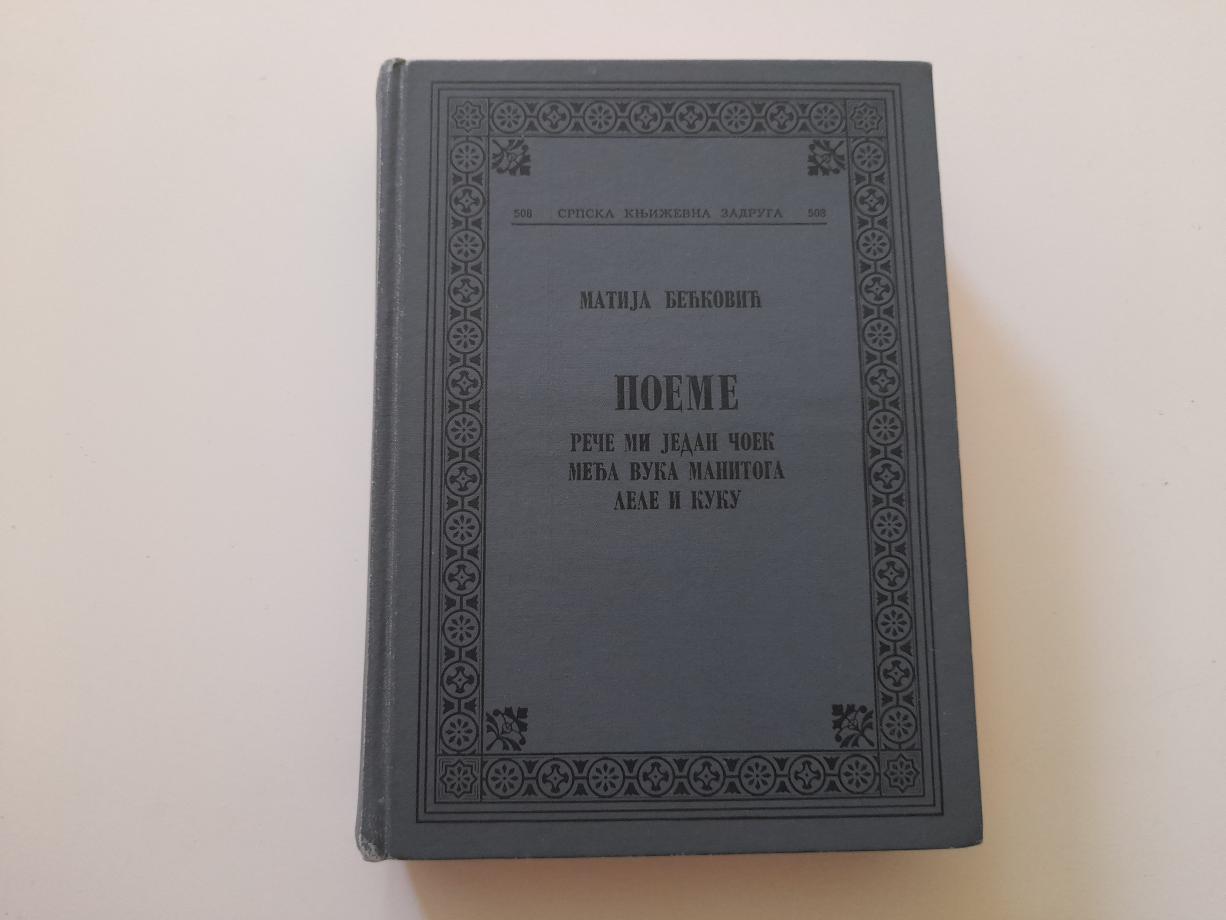 508 СРПСКА КЊИЖЕВНА ЗАДРУГА 508
МАТИЈА БЕЋКОВИЋ
ПОЕМЕ
РЕЧЕ МИ ЈЕДАН ЧОЕК
МЕЂА ВУКА МАНИТОГА
ЛЕЛЕ И КУКУ